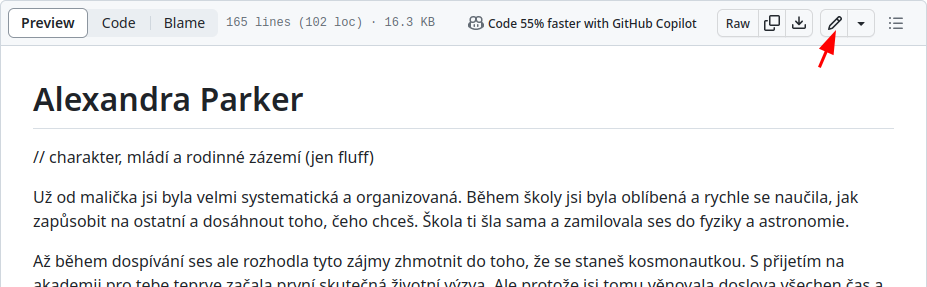 Preview Code Blame 165 lines (102 loc) · 16.3 KB Code 55% faster with GitHub Copilot Raw
Alexandra Parker
// charakter, mládí a rodinné zázemí (jen fluff)
Už od malička jsi byla velmi systematická a organizovaná. Během školy jsi byla oblíbená a rychle se naučila, jak
zapůsobit na ostatní a dosáhnout toho, čeho chceš. Škola ti šla sama a zamilovala ses do fyziky a astronomie.
Až během dospívání ses ale rozhodla tyto zájmy zhmotnit do toho, že se staneš kosmonautkou. S přijetím na
akademii pro tebe teprve začala první skutečná životní výzva. Ale protože jsi tomu věnovala doslova všechen čas a